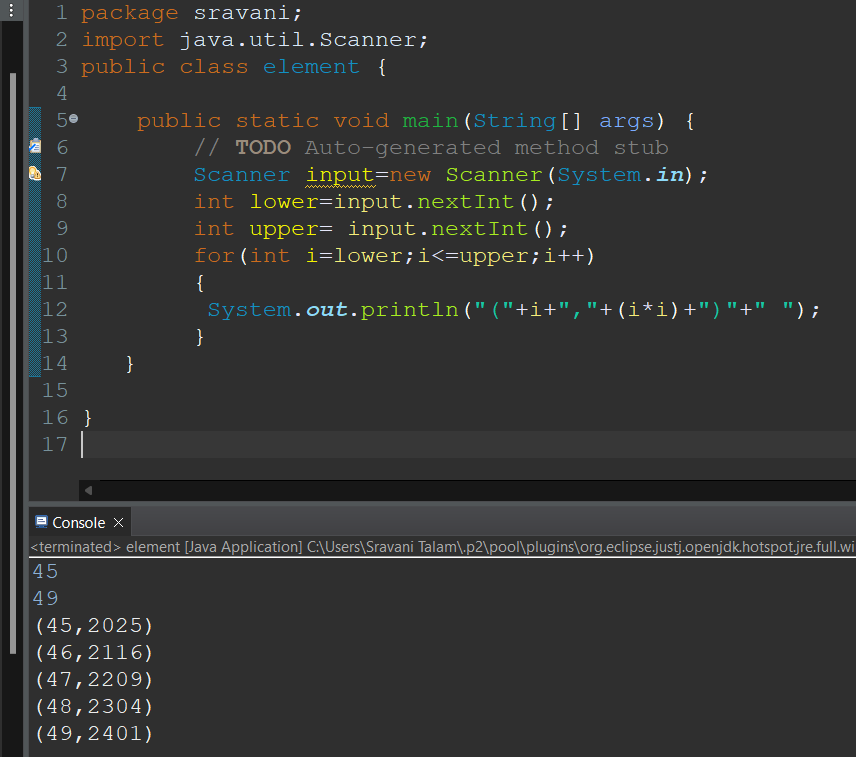 1 package sravani;
2 import java.util.Scanner;
3 public class element {
4
5 public static void main(String[] args) {
6 // TODO Auto-generated method stub
7 Scanner input=new Scanner(System.in);
8 int lower=input.nextInt();
9 int upper= input.nextInt();
10 for(int i=lower;i<=upper;i++)
11 {
12 System.out.println("("+i+","+(i*i)+")"+" ");
13 }
14 }
15
16 }
17
Console
<terminated> element [Java Application] C:\Users\Sravani Talam\.p2\pool\plugins\org.eclipse.justj.openjdk.hotspot.jre.full.wi
45
49
(45,2025)
(46,2116)
(47,2209)
(48,2304)
(49,2401)